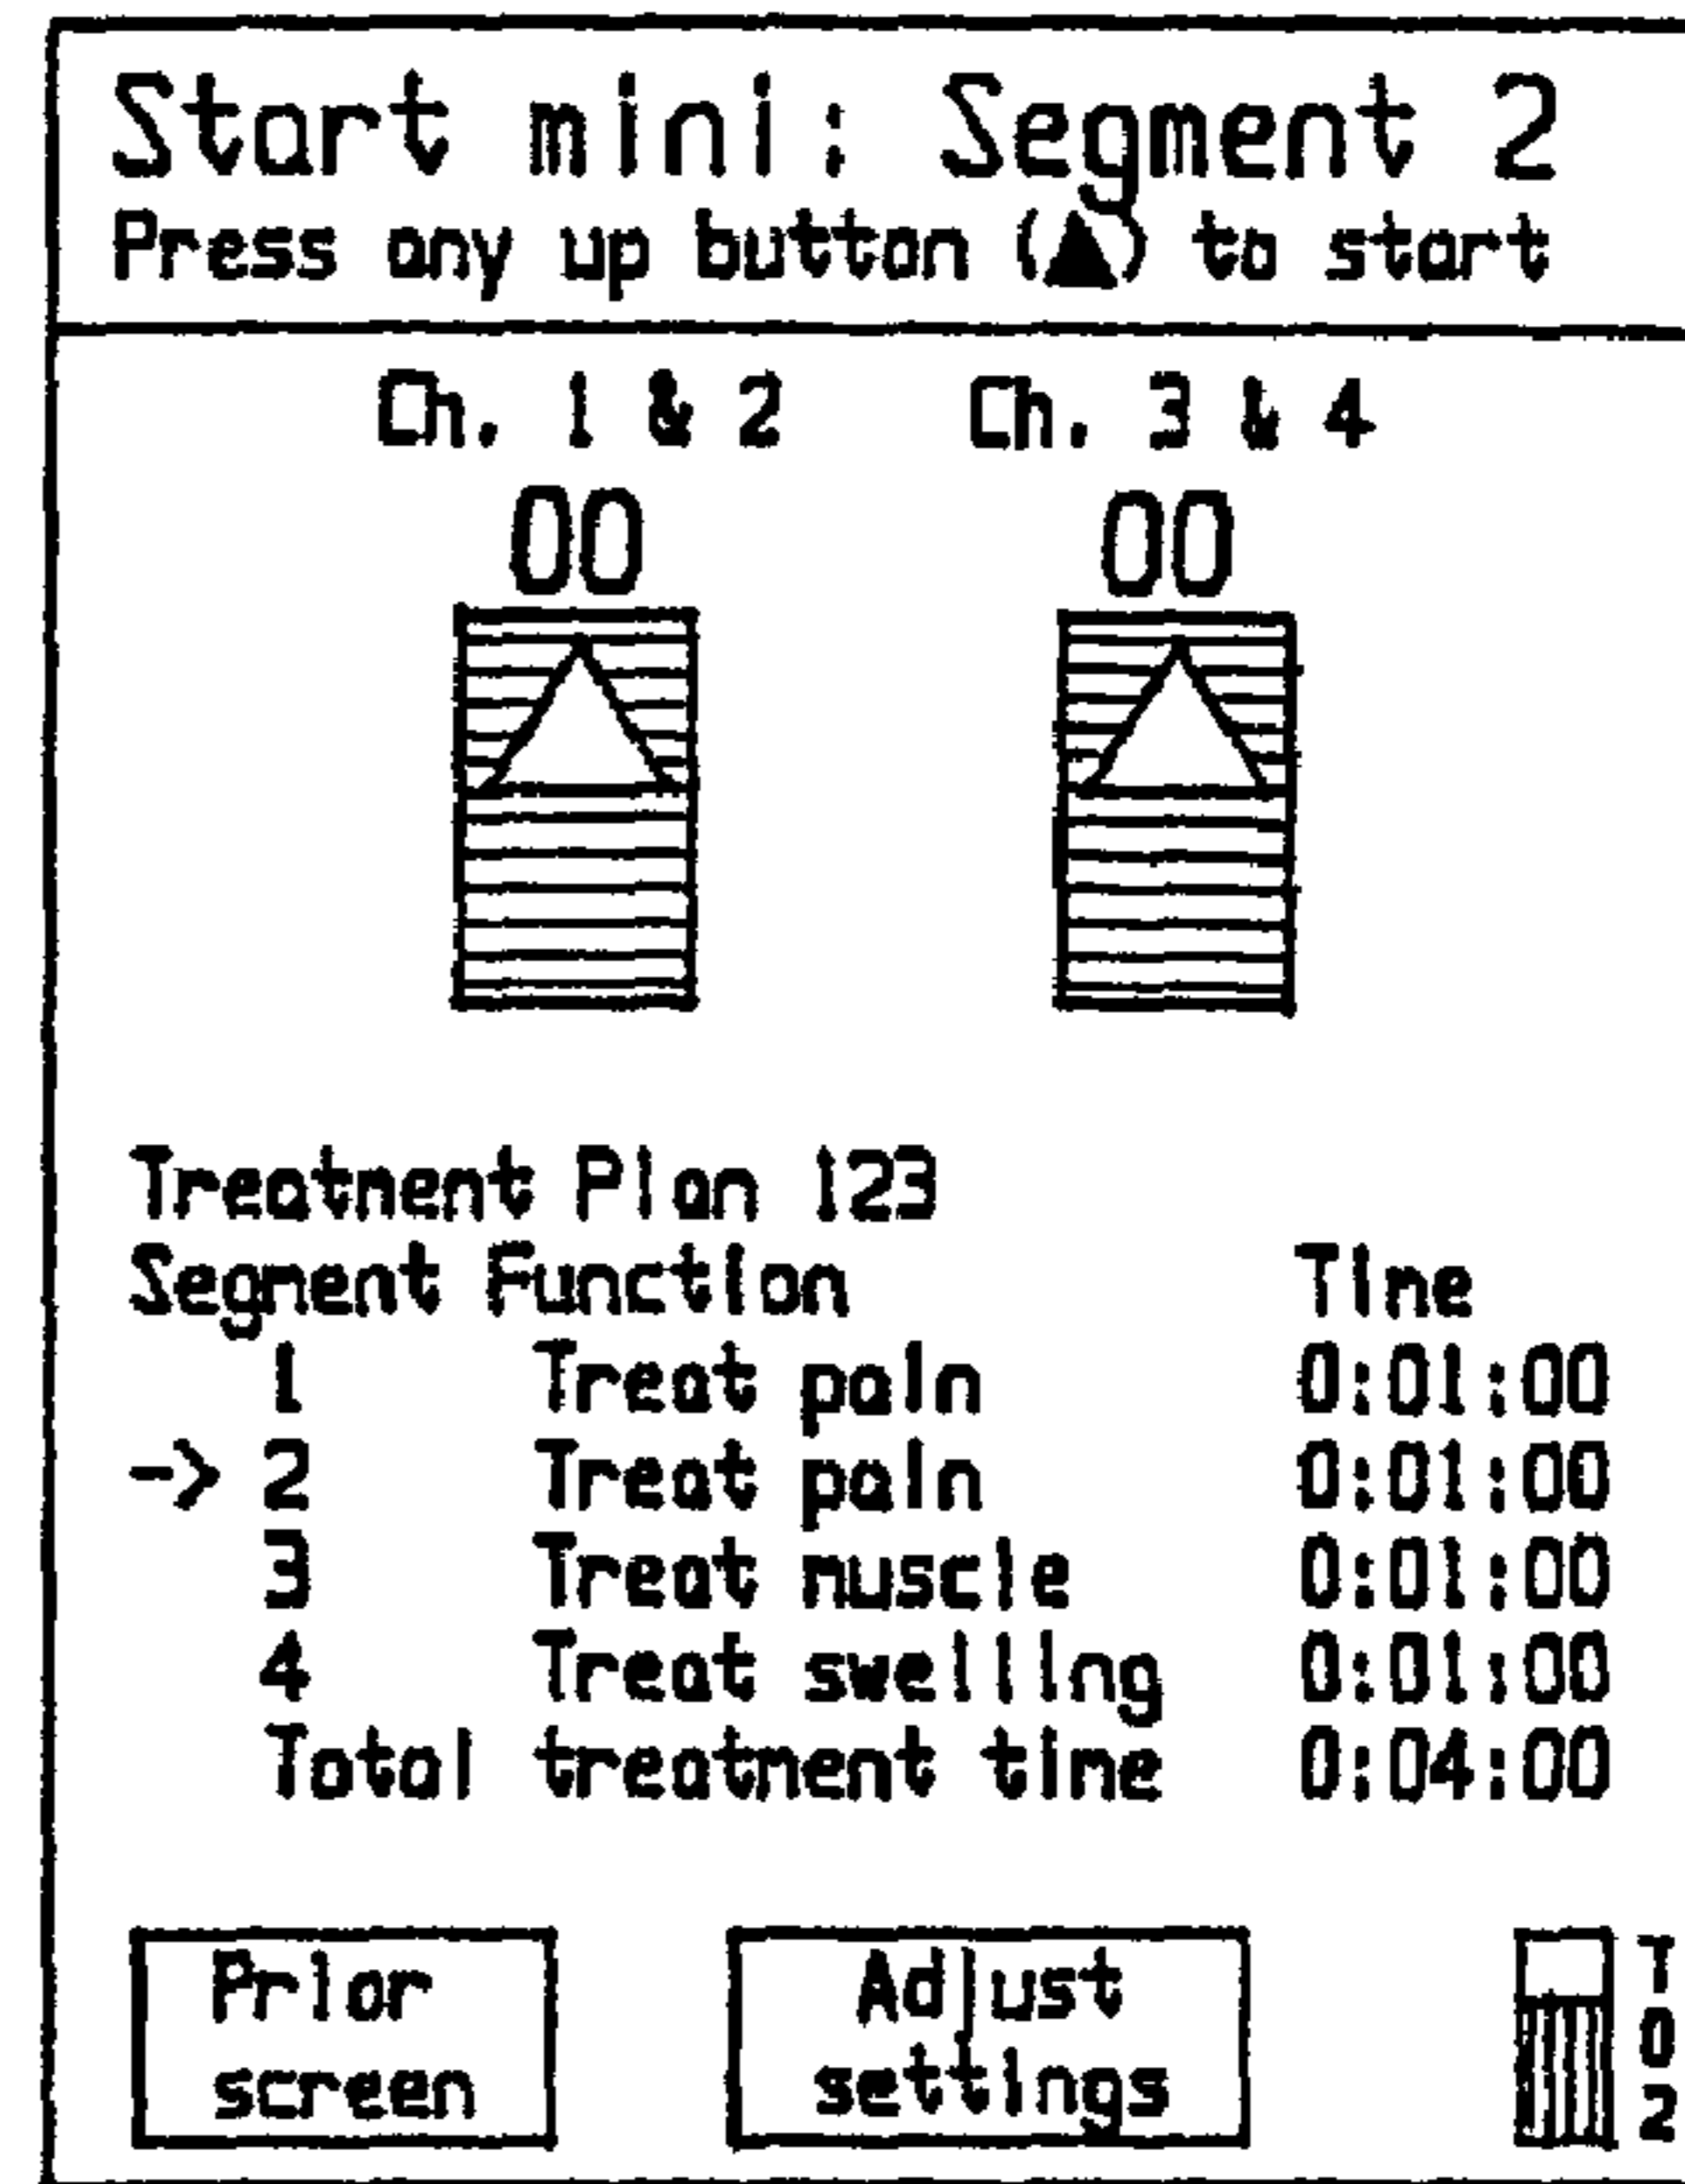 Start mini: Segment 2
Press any up button (▲) to start
Ch. 1 & 2 Ch. 3 & 4
00 00
Treatment Plan 123
Segment Function Time
1 Treat pain 0:01:00
-> 2 Treat pain 0:01:00
3 Treat muscle 0:01:00
4 Treat swelling 0:01:00
Total treatment time 0:04:00
Prior screen
Adjust settings
T02